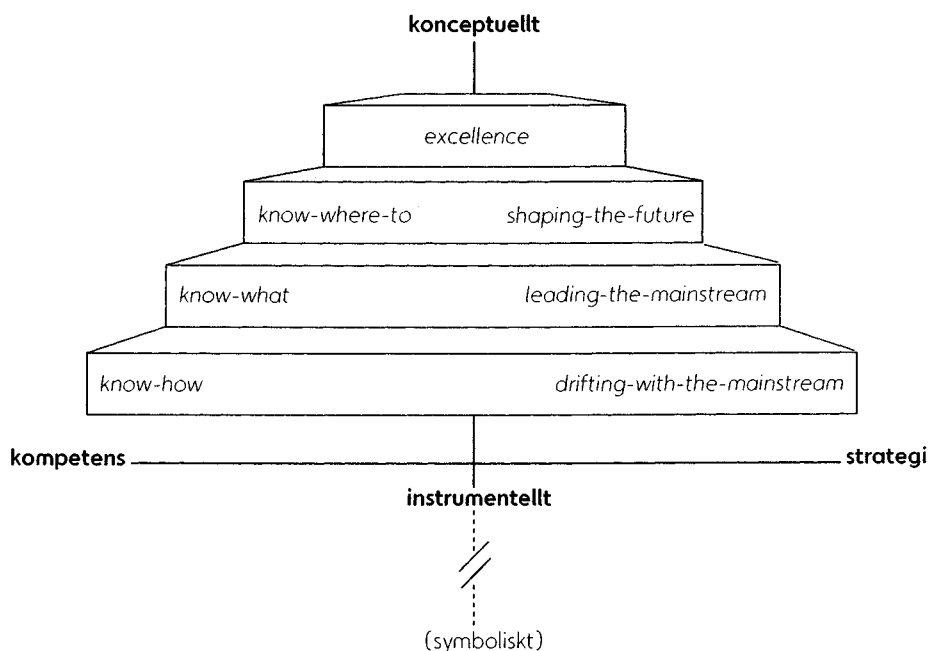 konceptuellt
excellence
know-where-to shaping-the-future
know-what leading-the-mainstream
know-how drifting-with-the-mainstream
kompetens strategi
instrumentellt
(symboliskt)